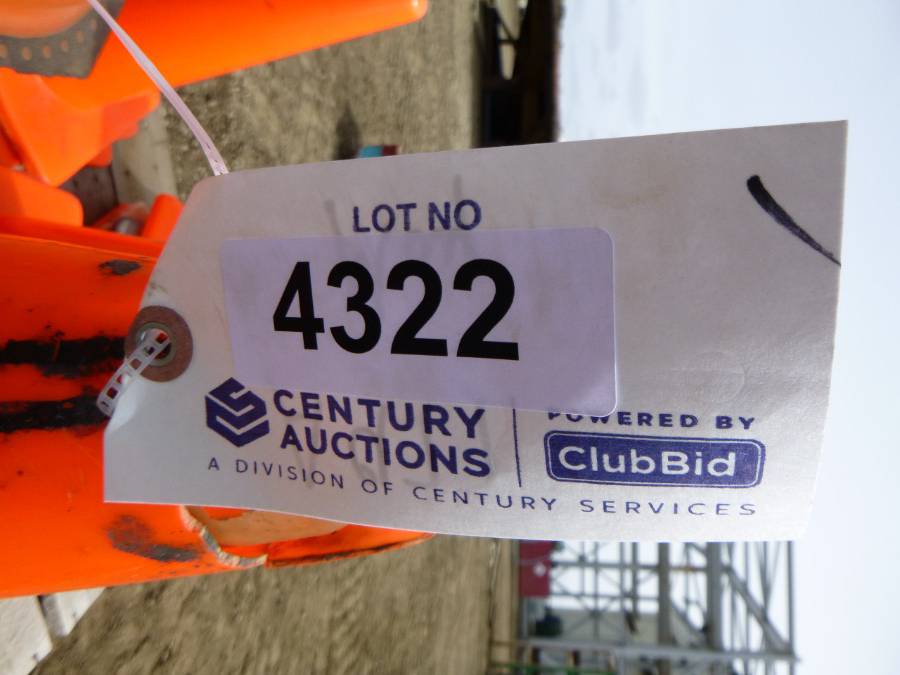 LOT NO
4322
CENTURY
AUCTIONS
A DIVISION OF CENTURY SERVICES
POWERED BY
ClubBid